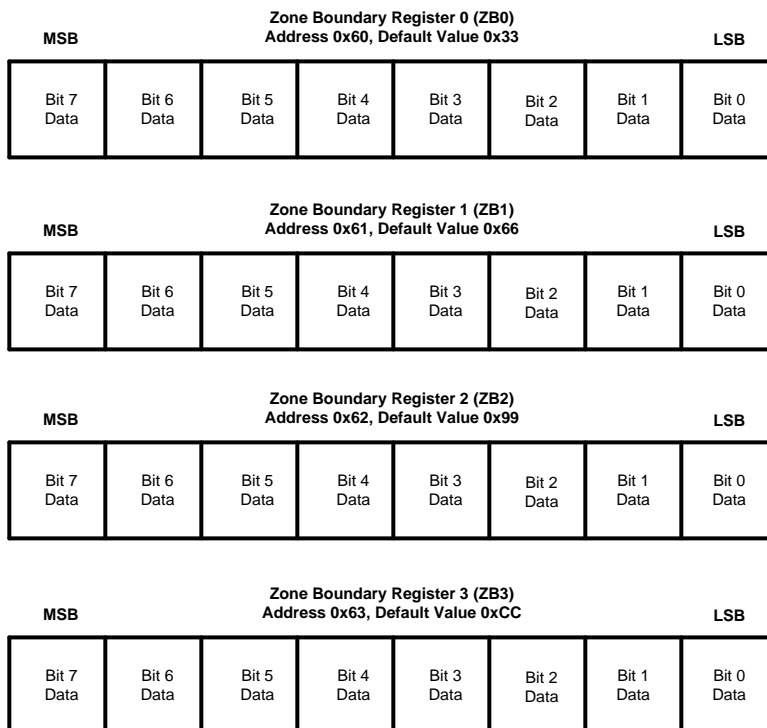 Zone Boundary Register 0 (ZB0)
MSB Address 0x60, Default Value 0x33 LSB
Bit 7 Bit 6 Bit 5 Bit 4 Bit 3 Bit 2 Bit 1 Bit 0
Data Data Data Data Data Data Data Data
Zone Boundary Register 1 (ZB1)
MSB Address 0x61, Default Value 0x66 LSB
Bit 7 Bit 6 Bit 5 Bit 4 Bit 3 Bit 2 Bit 1 Bit 0
Data Data Data Data Data Data Data Data
Zone Boundary Register 2 (ZB2)
MSB Address 0x62, Default Value 0x99 LSB
Bit 7 Bit 6 Bit 5 Bit 4 Bit 3 Bit 2 Bit 1 Bit 0
Data Data Data Data Data Data Data Data
Zone Boundary Register 3 (ZB3)
MSB Address 0x63, Default Value 0xCC LSB
Bit 7 Bit 6 Bit 5 Bit 4 Bit 3 Bit 2 Bit 1 Bit 0
Data Data Data Data Data Data Data Data